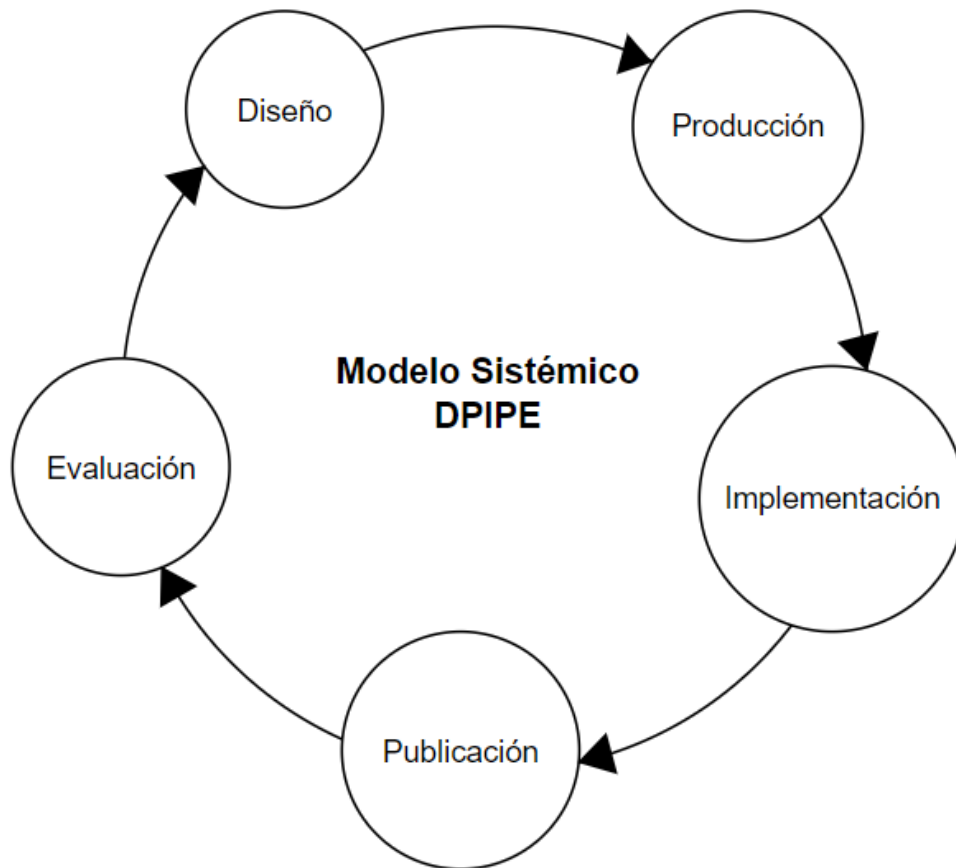 Diseño
Producción
Modelo Sistémico
DPIPE
Evaluación
Implementación
Publicación